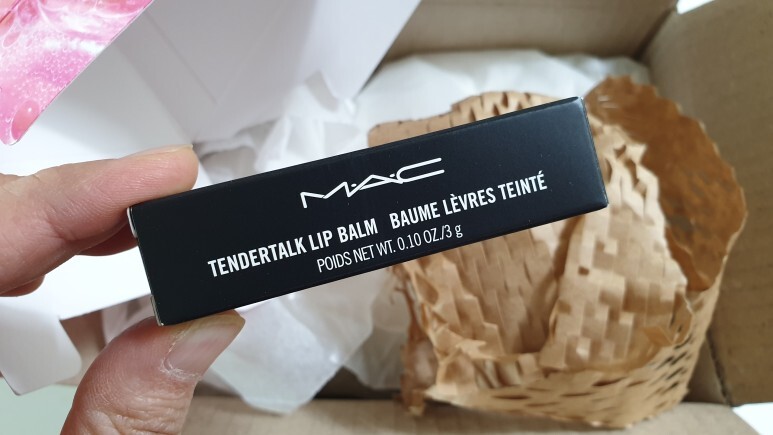 M·A·C
TENDERTALK LIP BALM BAUME LÈVRES TEINTÉ
POIDS NET WT. 0.10 OZ./3 g